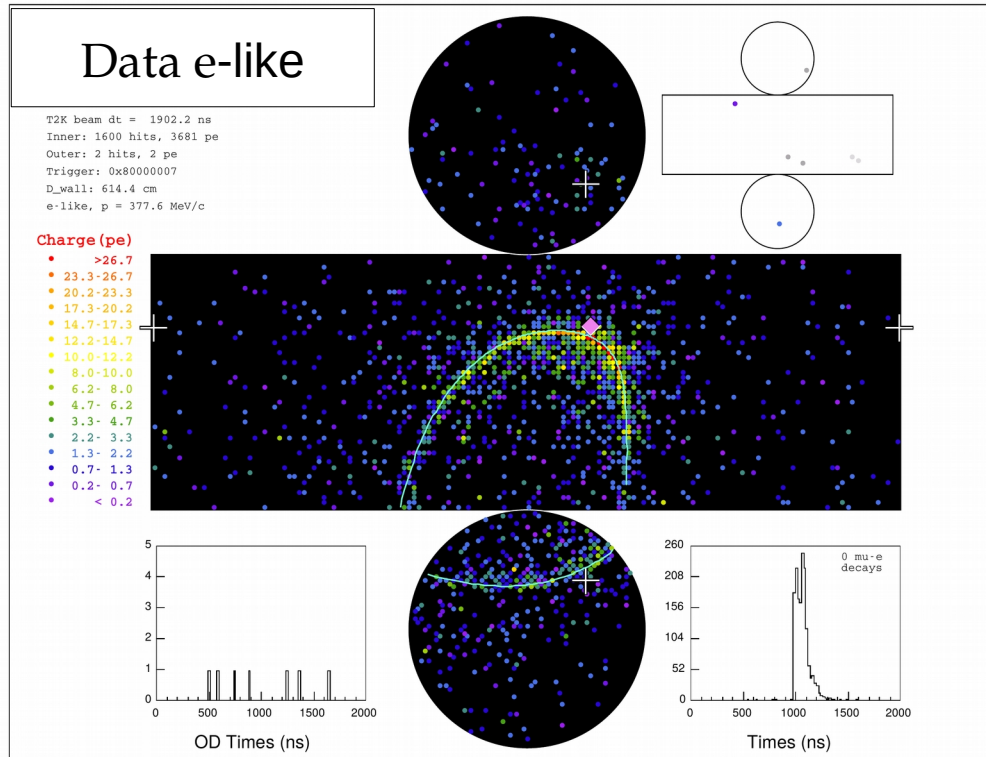 Data e-like
T2K beam dt = 1902.2 ns
Inner: 1600 hits, 3681 pe
Outer: 2 hits, 2 pe
Trigger: 0x80000007
D_wall: 614.4 cm
e-like, p = 377.6 MeV/c
Charge(pe)
>26.7
23.3-26.7
20.2-23.3
17.3-20.2
14.7-17.3
12.2-14.7
10.0-12.2
8.0-10.0
6.2- 8.0
4.7- 6.2
3.3- 4.7
2.2- 3.3
1.3- 2.2
0.7- 1.3
0.2- 0.7
< 0.2
5
4
3
2
1
0
0 500 1000 1500 2000
OD Times (ns)
0 mu-e
decays
260
208
156
104
52
0
0 500 1000 1500 2000
Times (ns)